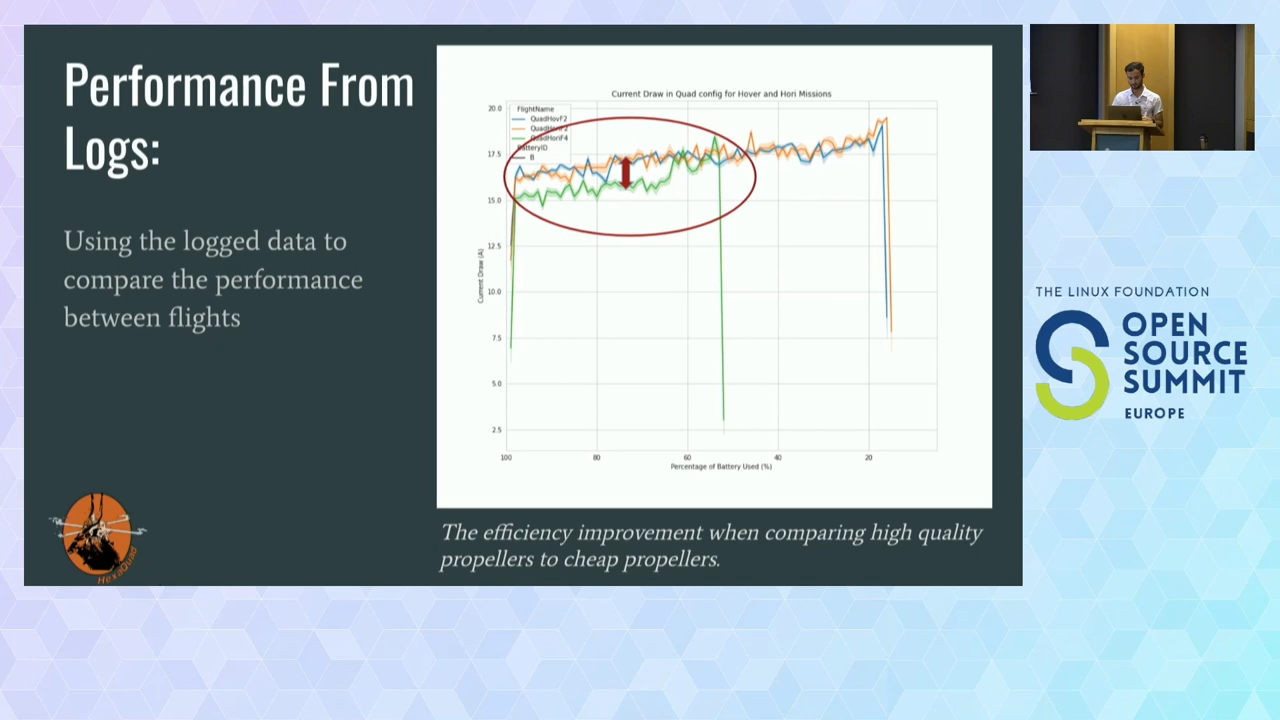 Performance From
Logs:
Using the logged data to
compare the performance
between flights
Current Draw in Quad config for Hover and Hori Missions
FlightName
QuadHovF2
QuadHoriF2
QuadHoriF4
BatteryID
B
Current Draw (A)
20.0
17.5
15.0
12.5
10.0
7.5
5.0
2.5
100 80 60 40 20
Percentage of Battery Used (%)
The efficiency improvement when comparing high quality
propellers to cheap propellers.
HexaQuad
THE LINUX FOUNDATION
OPEN
SOURCE
SUMMIT
EUROPE